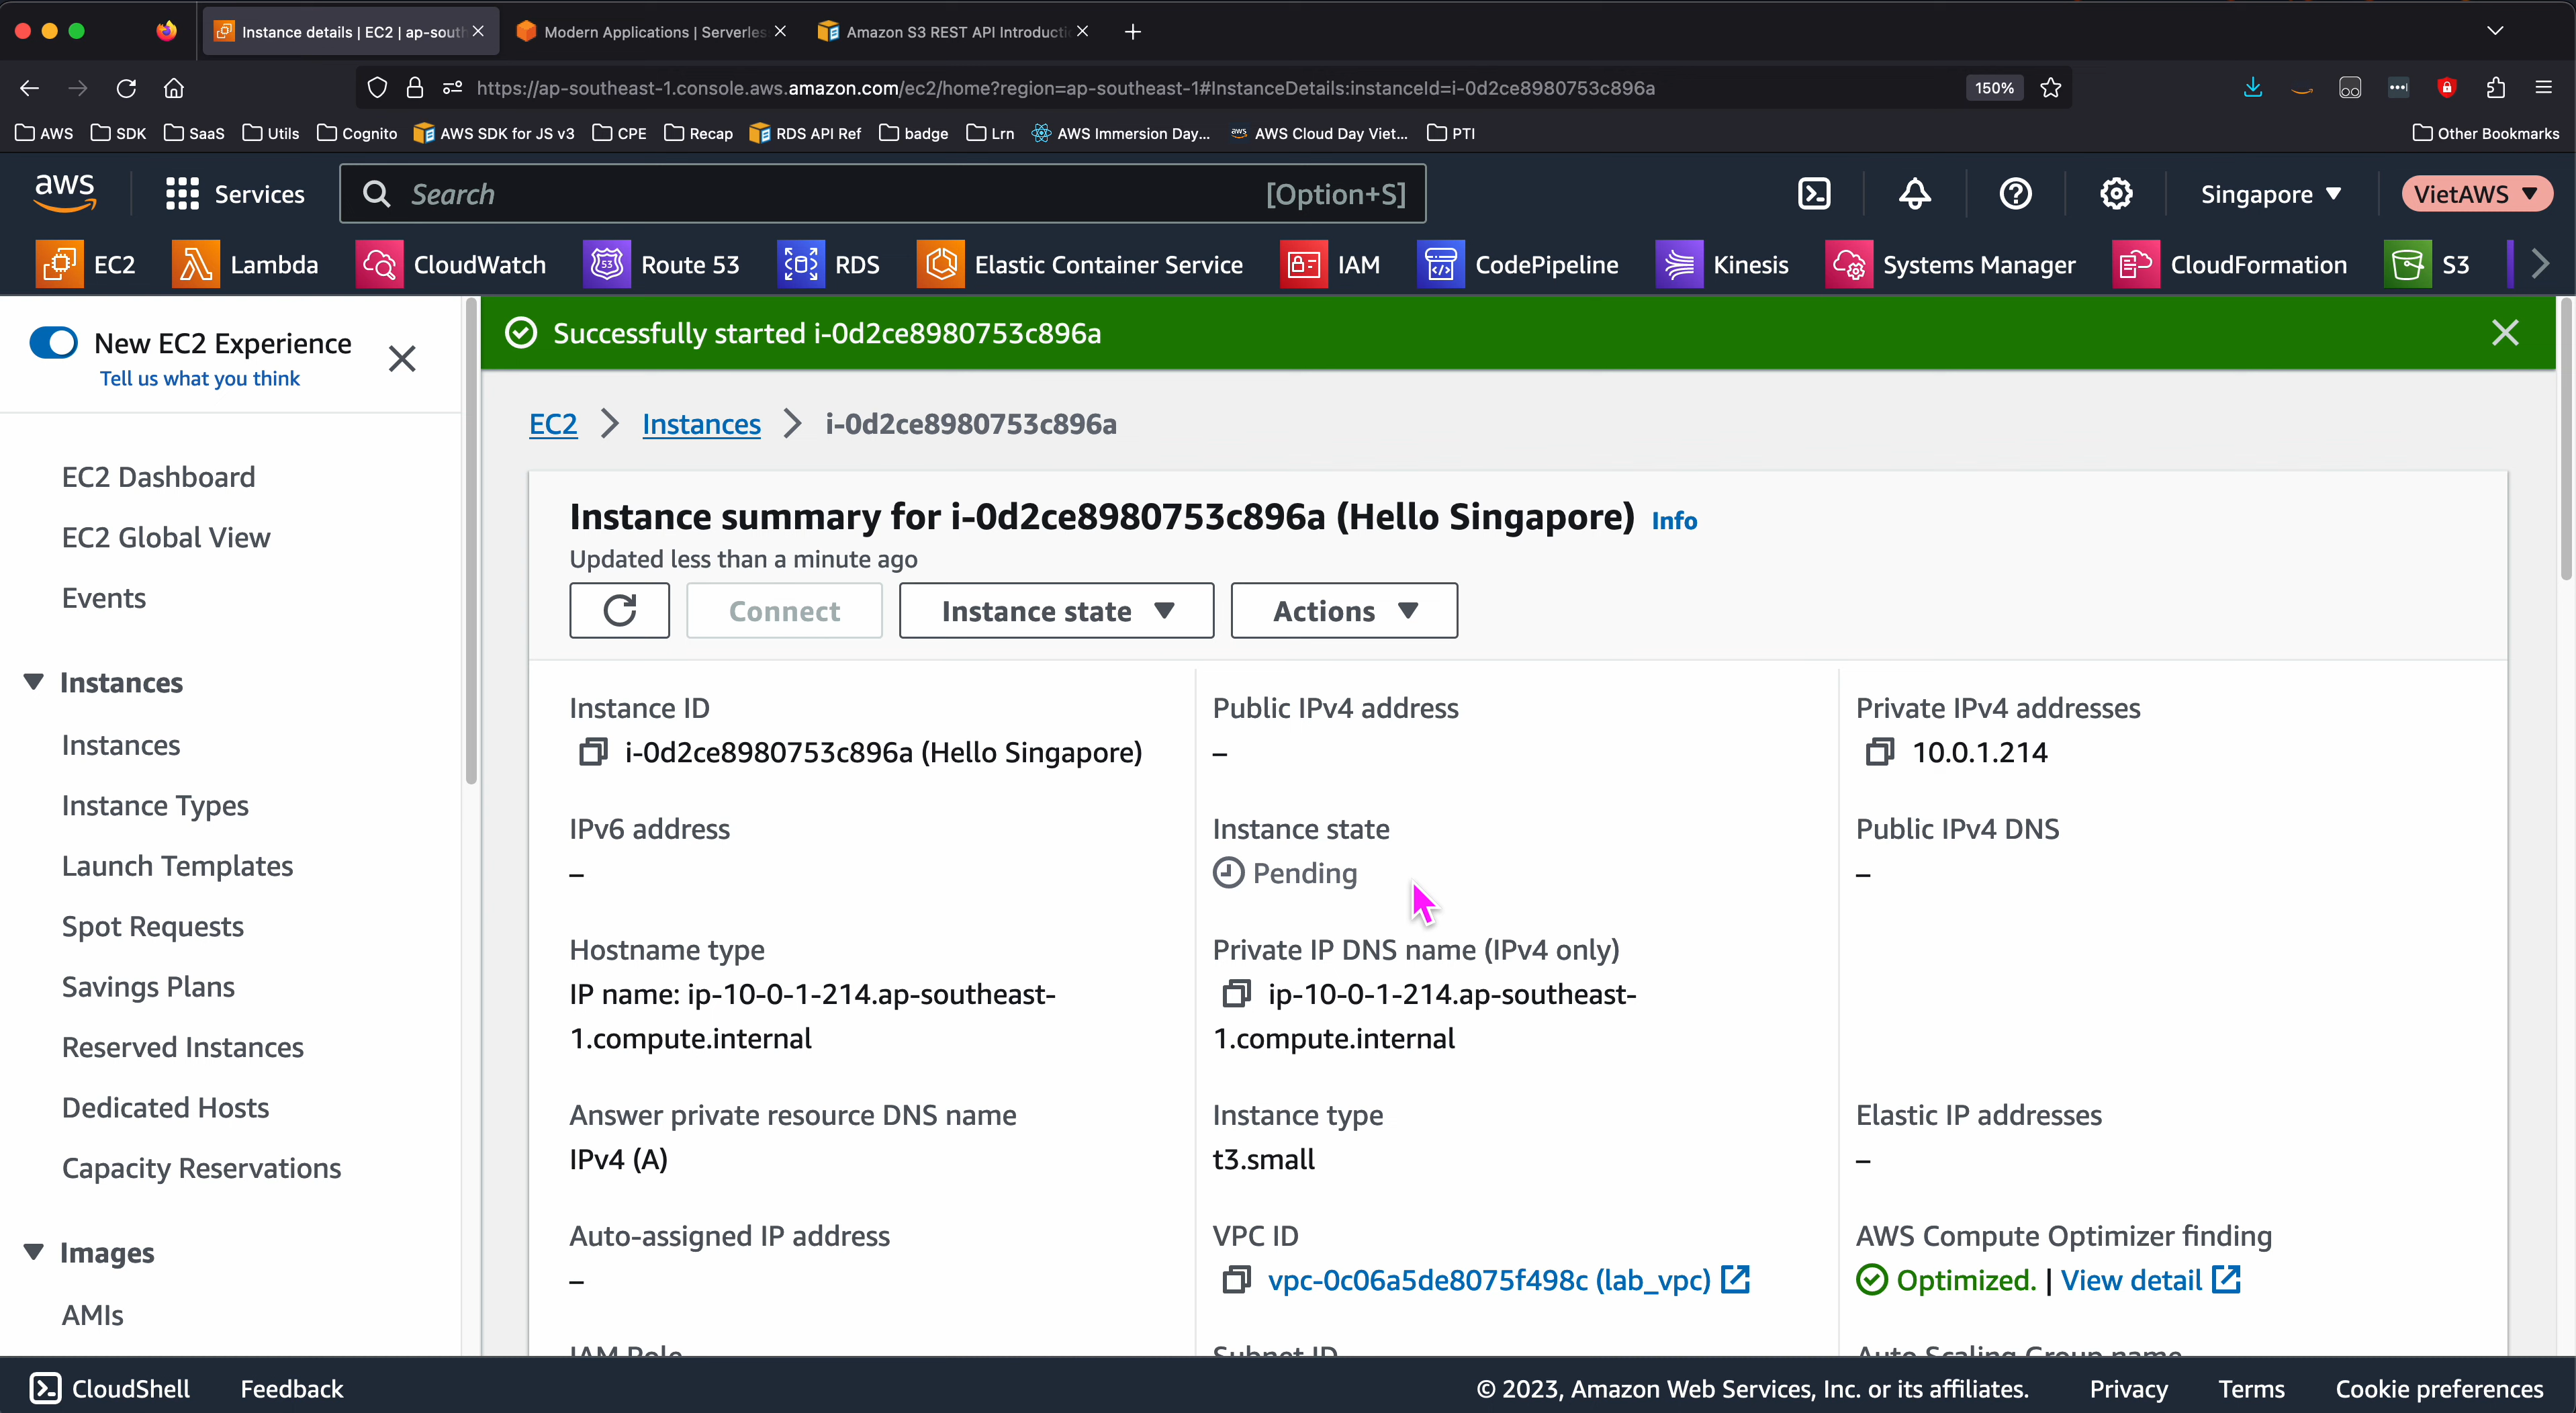 Instance details | EC2 | ap-south
Modern Applications | Serverles
Amazon S3 REST API Introducti
https://ap-southeast-1.console.aws.amazon.com/ec2/home?region=ap-southeast-1#InstanceDetails:instanceId=i-0d2ce8980753c896a
150%
AWS
SDK
SaaS
Utils
Cognito
AWS SDK for JS v3
CPE
Recap
RDS API Ref
badge
Lrn
AWS Immersion Day...
aws
AWS Cloud Day Viet...
PTI
Other Bookmarks
aws
Services
Search
[Option+S]
Singapore
VietAWS
EC2
Lambda
CloudWatch
53
Route 53
RDS
Elastic Container Service
IAM
CodePipeline
Kinesis
Systems Manager
CloudFormation
S3
New EC2 Experience
Tell us what you think
EC2 Dashboard
EC2 Global View
Events
Instances
Instances
Instance Types
Launch Templates
Spot Requests
Savings Plans
Reserved Instances
Dedicated Hosts
Capacity Reservations
Images
AMIs
Successfully started i-0d2ce8980753c896a
EC2
Instances
i-0d2ce8980753c896a
Instance summary for i-0d2ce8980753c896a (Hello Singapore) Info
Updated less than a minute ago
Connect
Instance state
Actions
Instance ID
i-0d2ce8980753c896a (Hello Singapore)
Public IPv4 address
–
Private IPv4 addresses
10.0.1.214
IPv6 address
–
Instance state
Pending
Public IPv4 DNS
–
Hostname type
IP name: ip-10-0-1-214.ap-southeast-
1.compute.internal
Private IP DNS name (IPv4 only)
ip-10-0-1-214.ap-southeast-
1.compute.internal
Answer private resource DNS name
IPv4 (A)
Instance type
t3.small
Elastic IP addresses
–
Auto-assigned IP address
–
VPC ID
vpc-0c06a5de8075f498c (lab_vpc)
AWS Compute Optimizer finding
Optimized. | View detail
IAM Role
Subnet ID
Auto Scaling Group name
CloudShell
Feedback
© 2023, Amazon Web Services, Inc. or its affiliates.
Privacy
Terms
Cookie preferences